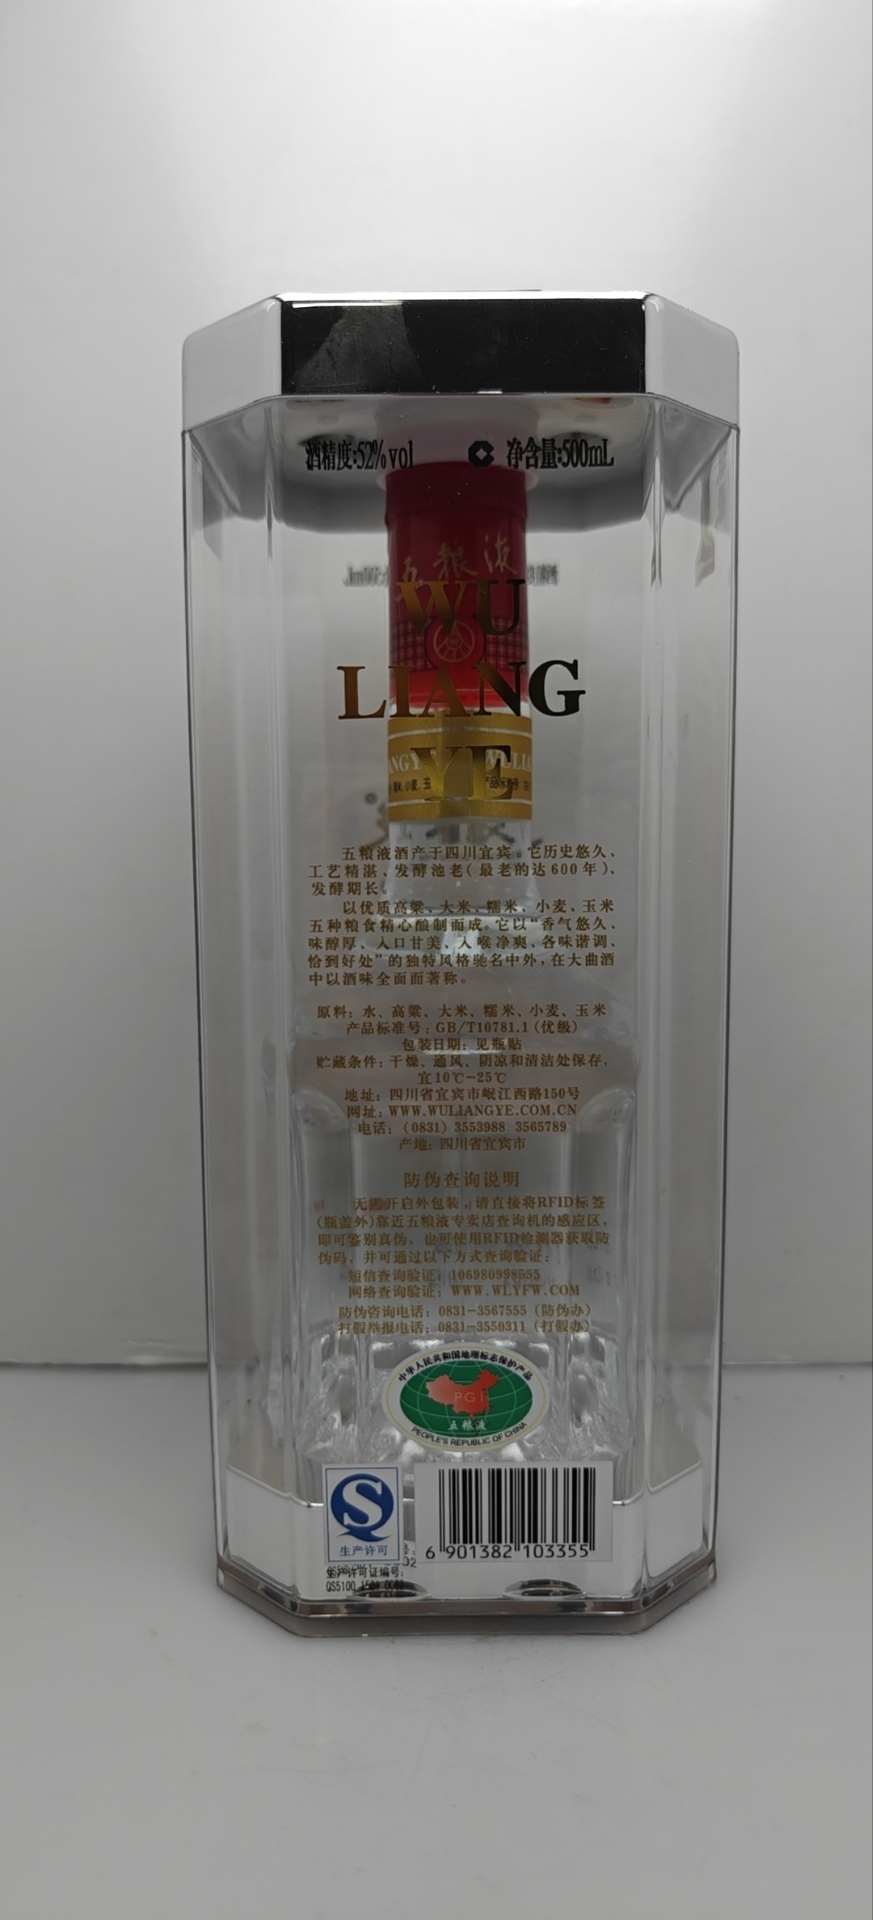 酒精度:52%vol 净含量:500mL
五粮液
WU
LIANG
YE
五粮液酒产于四川宜宾。它历史悠久、
工艺精湛、发酵池老(最老的达600年)、
发酵期长。
以优质高粱、大米、糯米、小麦、玉米
五种粮食精心酿制而成。它以“香气悠久、
味醇厚、入口甘美、入喉净爽、各味谐调、
恰到好处”的独特风格驰名中外,在大曲酒
中以酒味全面而著称。
原料: 水、高粱、大米、糯米、小麦、玉米
产品标准号: GB/T10781.1(优级)
包装日期: 见瓶贴
贮藏条件: 干燥、通风、阴凉和清洁处保存,
宜10℃-25℃
地址: 四川省宜宾市岷江西路150号
网址: WWW.WULIANGYE.COM.CN
电话: (0831) 3553988 3565789
产地: 四川省宜宾市
防伪查询说明
无需开启外包装,请直接将RFID标签
(瓶盖外)靠近五粮液专卖店查询机的感应区,
即可鉴别真伪, 也可使用RFID检测器获取防
伪码, 并可通过以下方式查询验证:
短信查询验证: 106980998555
网络查询验证: WWW.WLYFW.COM
防伪咨询电话: 0831-3567555 (防伪办)
打假举报电话: 0831-3550311 (打假办)
中华人民共和国地理标志保护产品
PGI
五粮液
PEOPLE'S REPUBLIC OF CHINA
生产许可
6 901382 103355
生产许可证编号:
QS5100